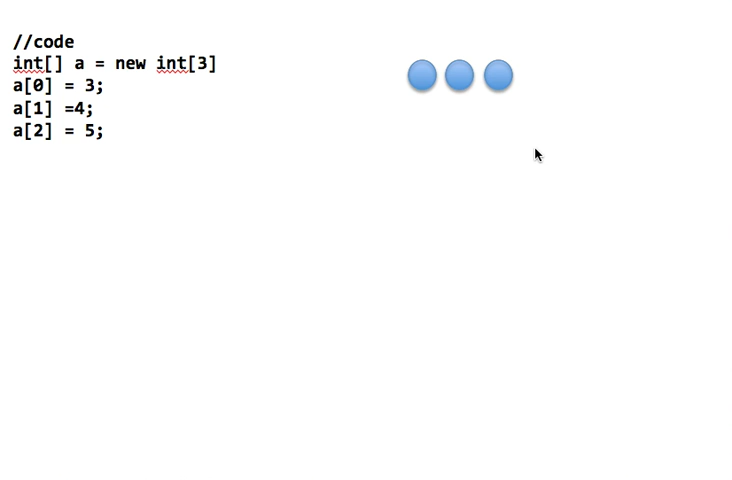 //code
int[] a = new int[3]
a[0] = 3;
a[1] =4;
a[2] = 5;